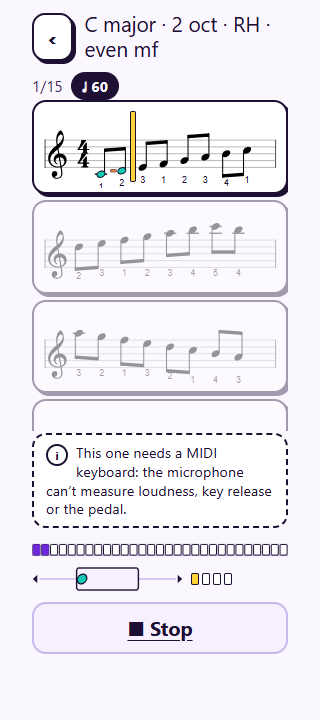 C major · 2 oct · RH ·
even mf
1/15 ♩ 60
4
4
1 2 3 1 2 3 4 1
2 3 1 2 3 4 5 4
3 2 1 3 2 1 4 3
i This one needs a MIDI
keyboard: the microphone
can't measure loudness, key release
or the pedal.
Stop